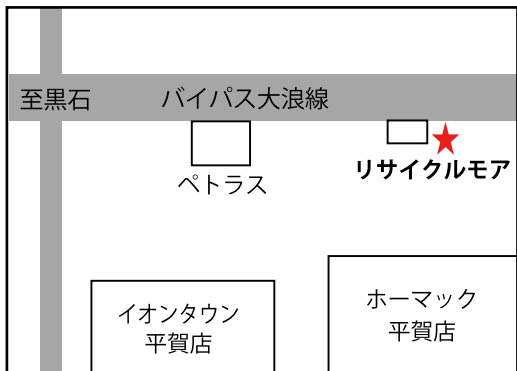 至黒石
バイパス大浪線
ペトラス
リサイクルモア
イオンタウン
平賀店
ホーマック
平賀店